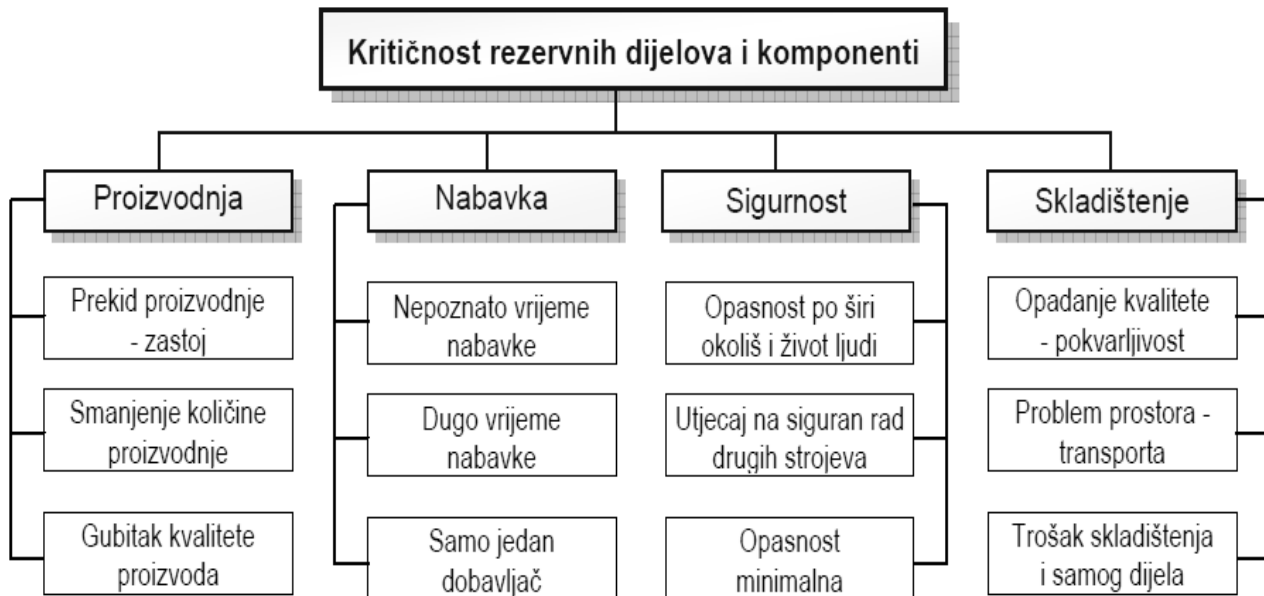 Kritičnost rezervnih dijelova i komponenti
Proizvodnja
Prekid proizvodnje
- zastoj
Smanjenje količine
proizvodnje
Gubitak kvalitete
proizvoda
Nabavka
Nepoznato vrijeme
nabavke
Dugo vrijeme
nabavke
Samo jedan
dobavljač
Sigurnost
Opasnost po širi
okoliš i život ljudi
Utjecaj na siguran rad
drugih strojeva
Opasnost
minimalna
Skladištenje
Opadanje kvalitete
- pokvarljivost
Problem prostora -
transporta
Trošak skladištenja
i samog dijela